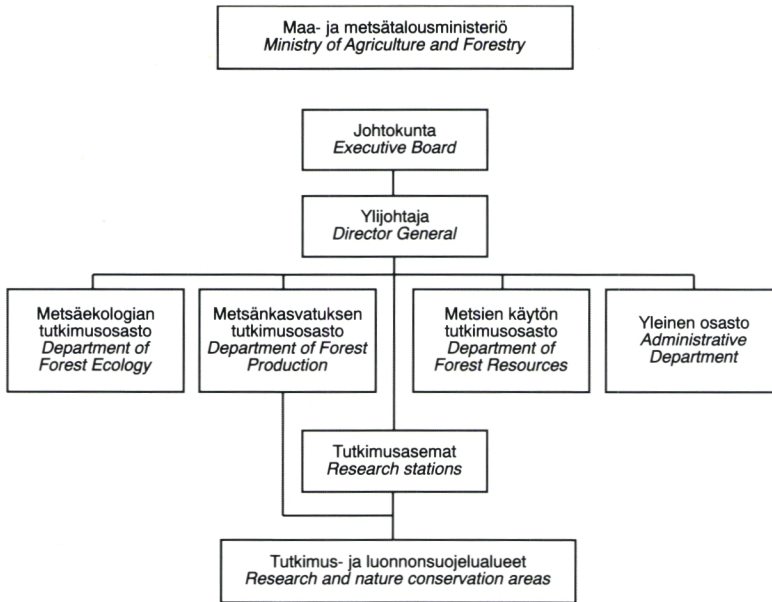 Maa- ja metsätalousministeriö
Ministry of Agriculture and Forestry
Johtokunta
Executive Board
Ylijohtaja
Director General
Metsäekologian
tutkimusosasto
Department of
Forest Ecology
Metsänkasvatuksen
tutkimusosasto
Department of Forest
Production
Metsien käytön
tutkimusosasto
Department of
Forest Resources
Yleinen osasto
Administrative
Department
Tutkimusasemat
Research stations
Tutkimus- ja luonnonsuojelualueet
Research and nature conservation areas